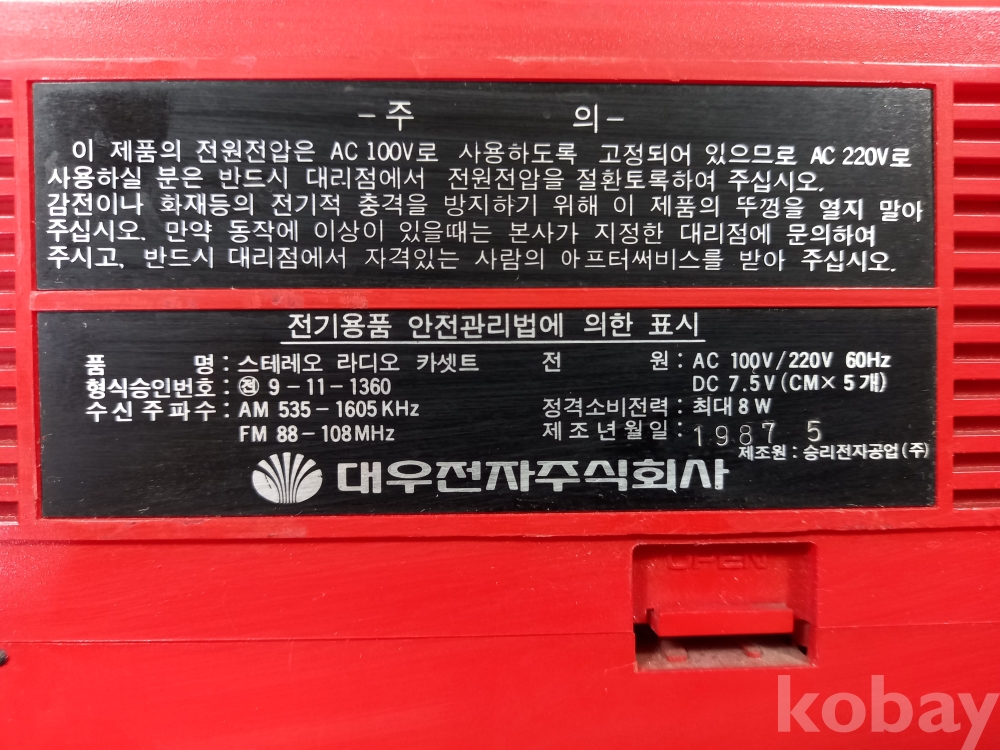 -주 의-
이 제품의 전원전압은 AC 100V로 사용하도록 고정되어 있으므로 AC 220V로
사용하실 분은 반드시 대리점에서 전원전압을 절환토록하여 주십시오.
감전이나 화재등의 전기적 충격을 방지하기 위해 이 제품의 뚜껑을 열지 말아
주십시오. 만약 동작에 이상이 있을때는 본사가 지정한 대리점에 문의하여
주시고, 반드시 대리점에서 자격있는 사람의 아프터써비스를 받아 주십시오.
전기용품 안전관리법에 의한 표시
품 명 : 스테레오 라디오 카셋트 전 원 : AC 100V/220V 60Hz
형식승인번호 : 9-11-1360 DC 7.5V (CM×5개)
수신주파수 : AM 535-1605 KHz 정격소비전력 : 최대 8W
FM 88-108MHz 제조년월일 : 1987 5
제조원 : 승리전자공업(주)
대우전자주식회사
OPEN
kobay